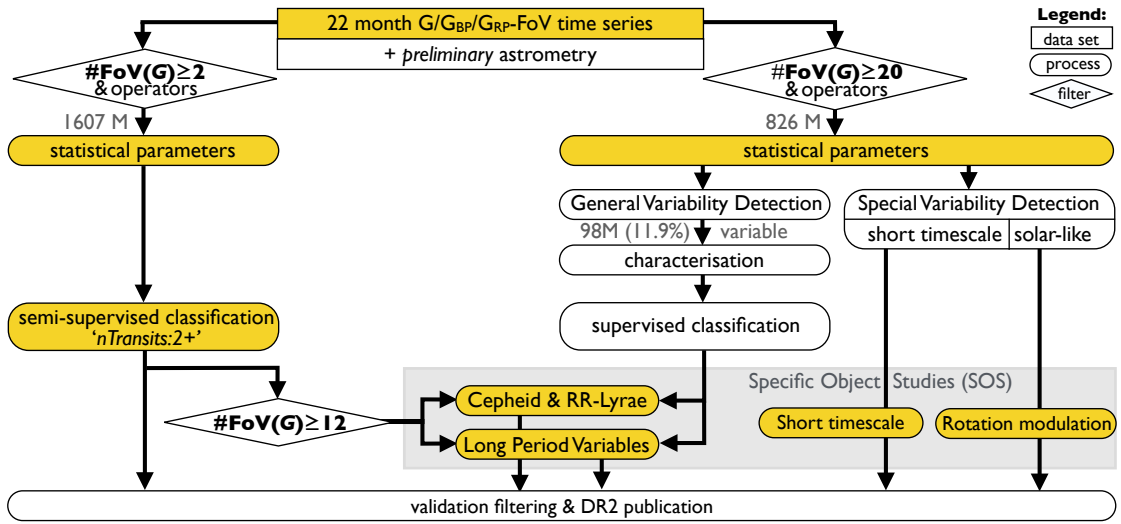 22 month G/GBP/GRP-FoV time series
+ preliminary astrometry
Legend:
data set
process
filter
#FoV(G)≥2
& operators
#FoV(G)≥20
& operators
1607 M
826 M
statistical parameters
statistical parameters
General Variability Detection
Special Variability Detection
98M (11.9%) variable
short timescale
solar-like
characterisation
semi-supervised classification
‘nTransits:2+’
supervised classification
Specific Object Studies (SOS)
Cepheid & RR-Lyrae
#FoV(G)≥12
Short timescale
Rotation modulation
Long Period Variables
validation filtering & DR2 publication